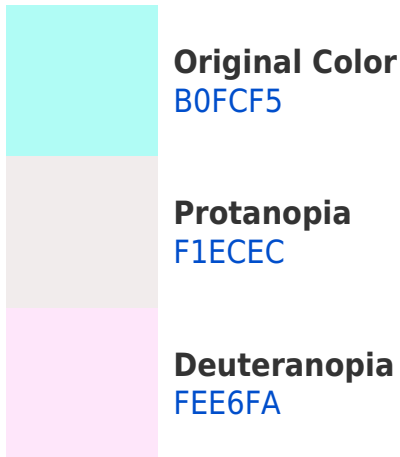 Original Color
B0FCF5
Protanopia
F1ECEC
Deuteranopia
FEE6FA